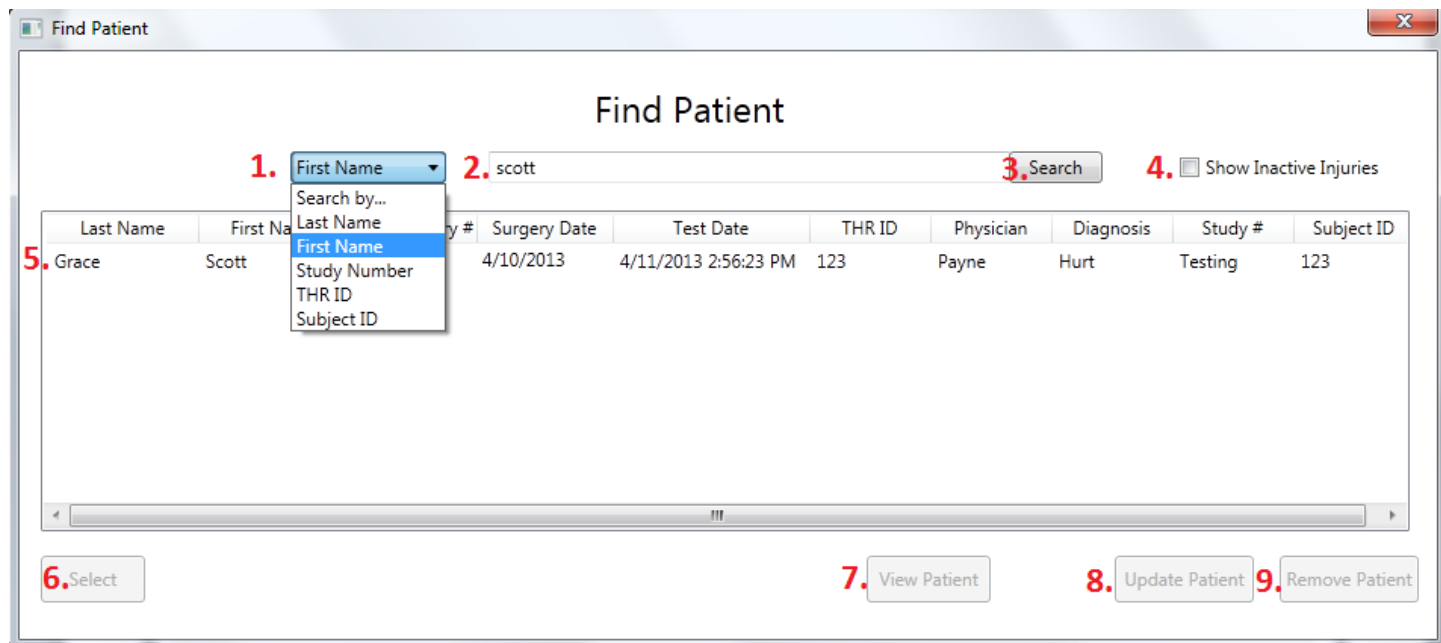 Find Patient
Find Patient
1. First Name 2. scott 3. Search 4. Show Inactive Injuries
Search by...
Last Name
First Name
Study Number
THR ID
Subject ID
Last Name First Na y # Surgery Date Test Date THR ID Physician Diagnosis Study # Subject ID
5. Grace Scott 4/10/2013 4/11/2013 2:56:23 PM 123 Payne Hurt Testing 123
6. Select 7. View Patient 8. Update Patient 9. Remove Patient